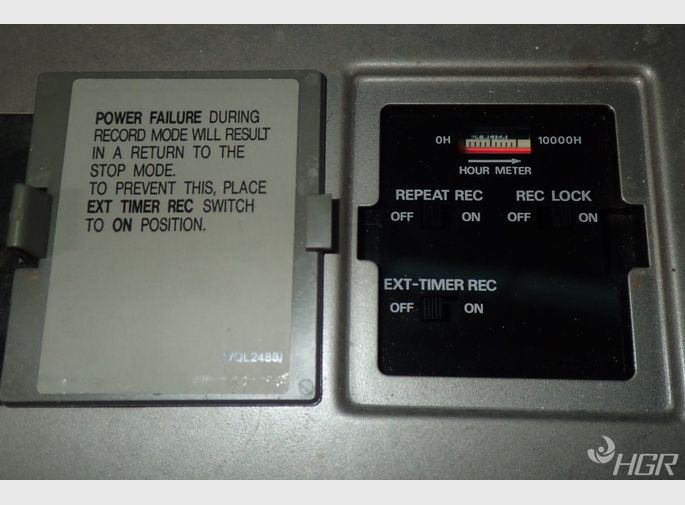 POWER FAILURE DURING
RECORD MODE WILL RESULT
IN A RETURN TO THE
STOP MODE.
TO PREVENT THIS, PLACE
EXT TIMER REC SWITCH
TO ON POSITION.
0H 10000H
HOUR METER
REPEAT REC REC LOCK
OFF ON OFF ON
EXT-TIMER REC
OFF ON
HGR